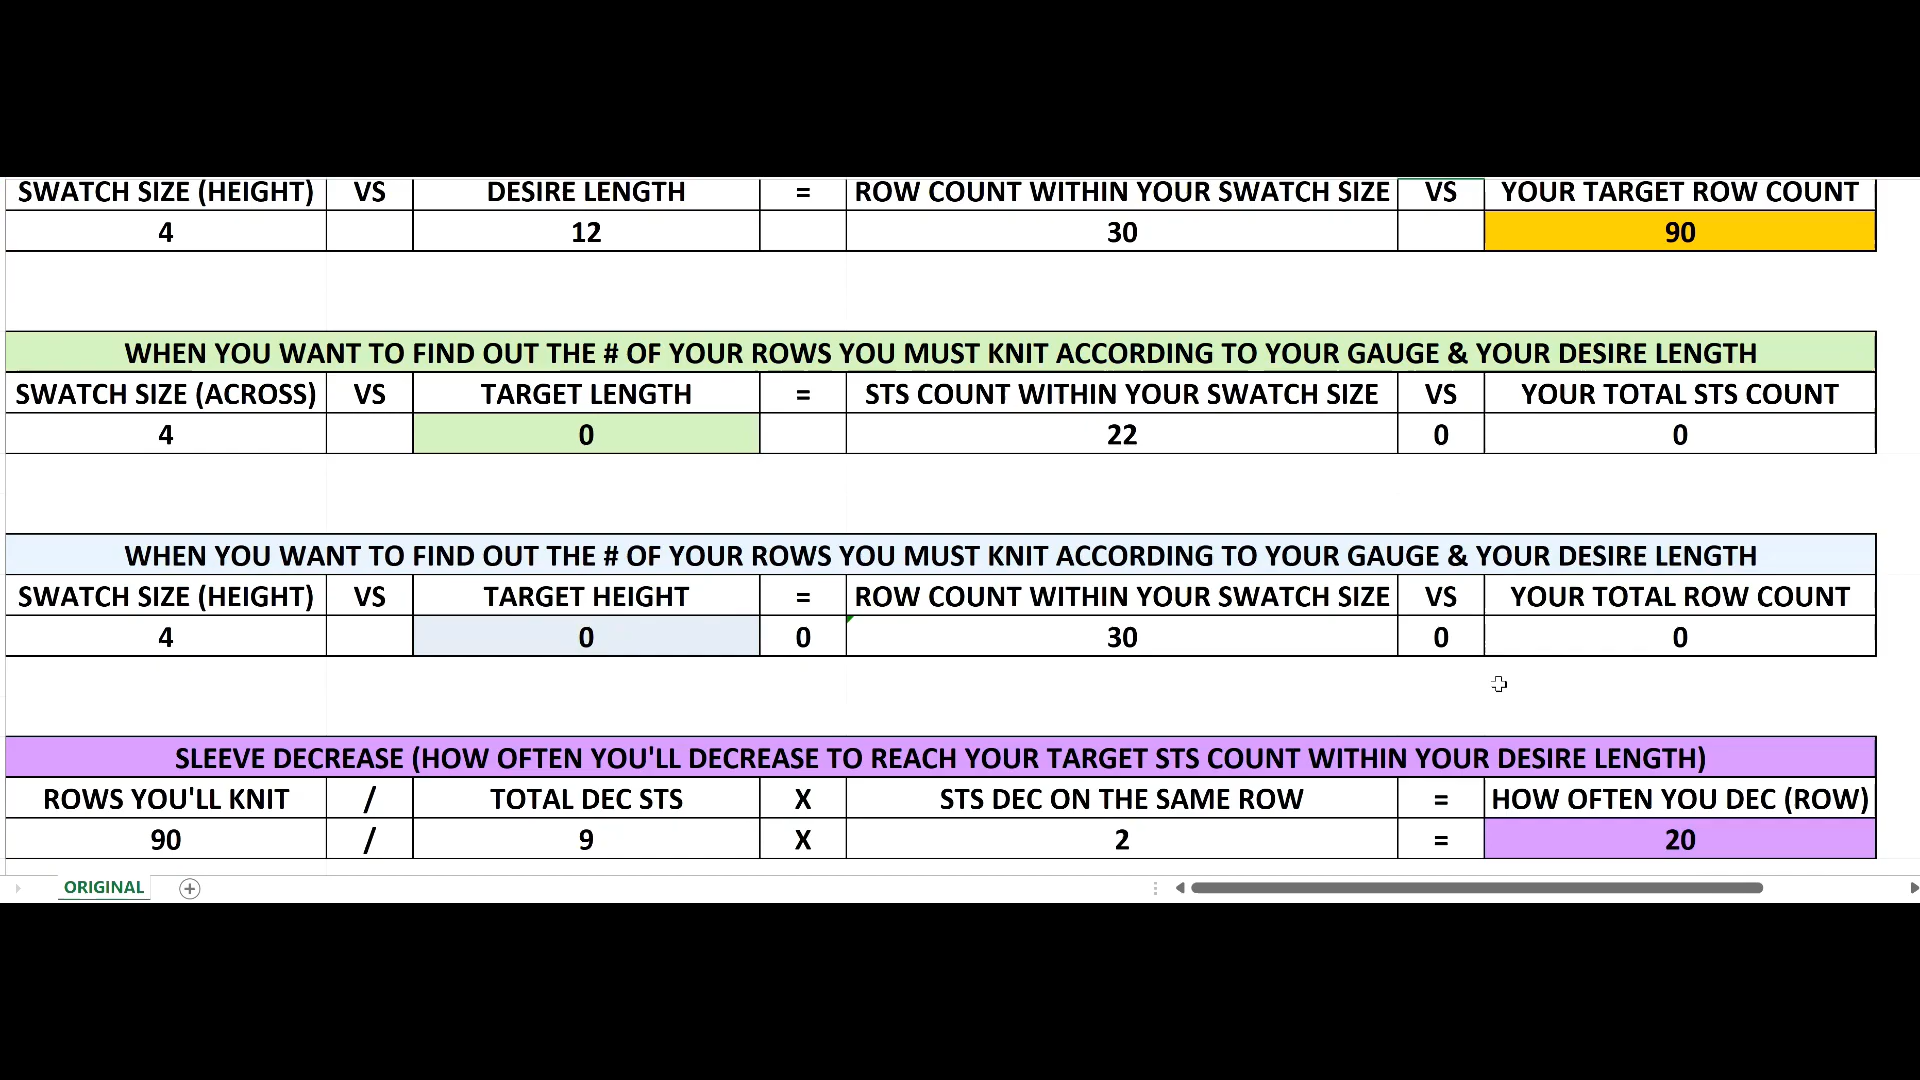 SWATCH SIZE (HEIGHT) VS DESIRE LENGTH = ROW COUNT WITHIN YOUR SWATCH SIZE VS YOUR TARGET ROW COUNT
4 12 30 90
WHEN YOU WANT TO FIND OUT THE # OF YOUR ROWS YOU MUST KNIT ACCORDING TO YOUR GAUGE & YOUR DESIRE LENGTH
SWATCH SIZE (ACROSS) VS TARGET LENGTH = STS COUNT WITHIN YOUR SWATCH SIZE VS YOUR TOTAL STS COUNT
4 0 22 0 0
WHEN YOU WANT TO FIND OUT THE # OF YOUR ROWS YOU MUST KNIT ACCORDING TO YOUR GAUGE & YOUR DESIRE LENGTH
SWATCH SIZE (HEIGHT) VS TARGET HEIGHT = ROW COUNT WITHIN YOUR SWATCH SIZE VS YOUR TOTAL ROW COUNT
4 0 0 30 0 0
SLEEVE DECREASE (HOW OFTEN YOU'LL DECREASE TO REACH YOUR TARGET STS COUNT WITHIN YOUR DESIRE LENGTH)
ROWS YOU'LL KNIT / TOTAL DEC STS X STS DEC ON THE SAME ROW = HOW OFTEN YOU DEC (ROW)
90 / 9 X 2 = 20
ORIGINAL